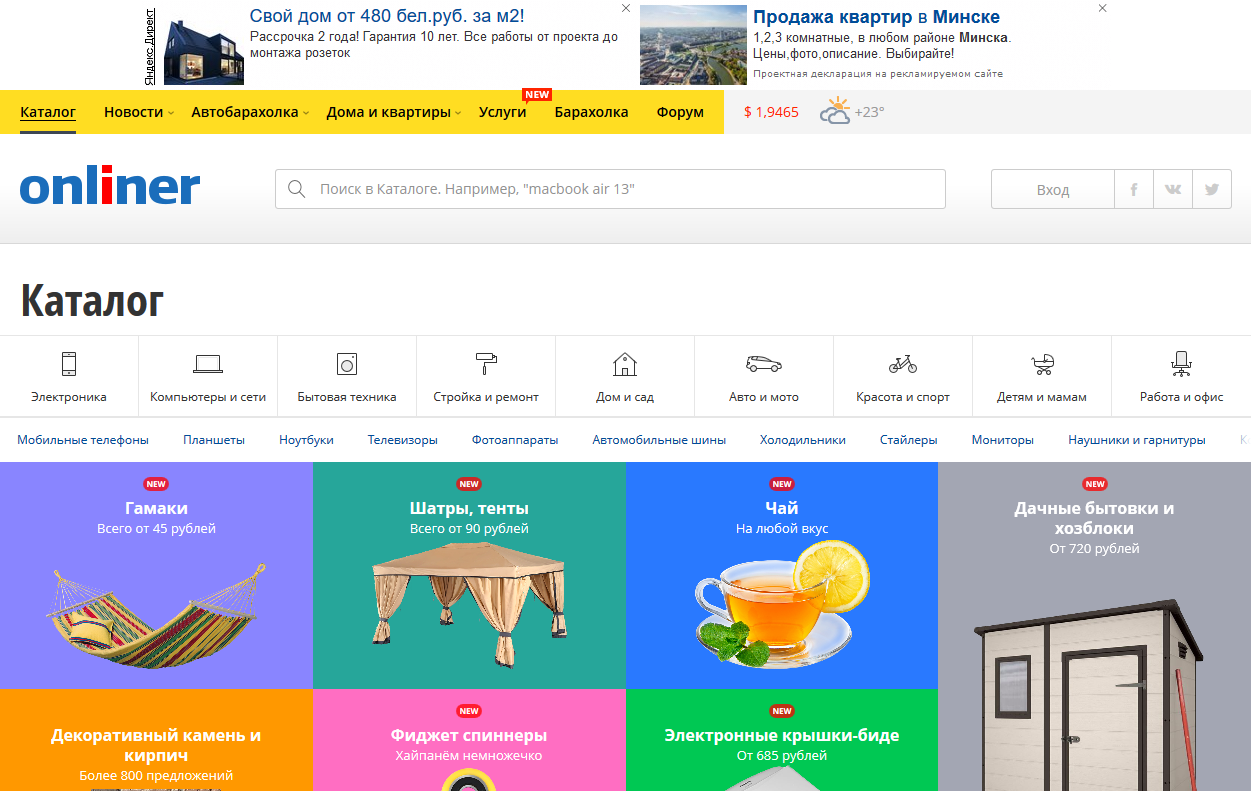 Яндекс.Директ
Свой дом от 480 бел.руб. за м2!
Рассрочка 2 года! Гарантия 10 лет. Все работы от проекта до
монтажа розеток
Продажа квартир в Минске
1,2,3 комнатные, в любом районе Минска.
Цены,фото,описание. Выбирайте!
Проектная декларация на рекламируемом сайте
Каталог Новости Автобарахолка Дома и квартиры Услуги NEW Барахолка Форум $ 1,9465 +23°
onliner
Поиск в Каталоге. Например, "macbook air 13"
Вход
Каталог
Электроника Компьютеры и сети Бытовая техника Стройка и ремонт Дом и сад Авто и мото Красота и спорт Детям и мамам Работа и офис
Мобильные телефоны Планшеты Ноутбуки Телевизоры Фотоаппараты Автомобильные шины Холодильники Стайлеры Мониторы Наушники и гарнитуры
NEW
Гамаки
Всего от 45 рублей
NEW
Шатры, тенты
Всего от 90 рублей
NEW
Чай
На любой вкус
NEW
Дачные бытовки и
хозблоки
От 720 рублей
Декоративный камень и
кирпич
Более 800 предложений
NEW
Фиджет спиннеры
Хайпанём немножечко
NEW
Электронные крышки-биде
От 685 рублей